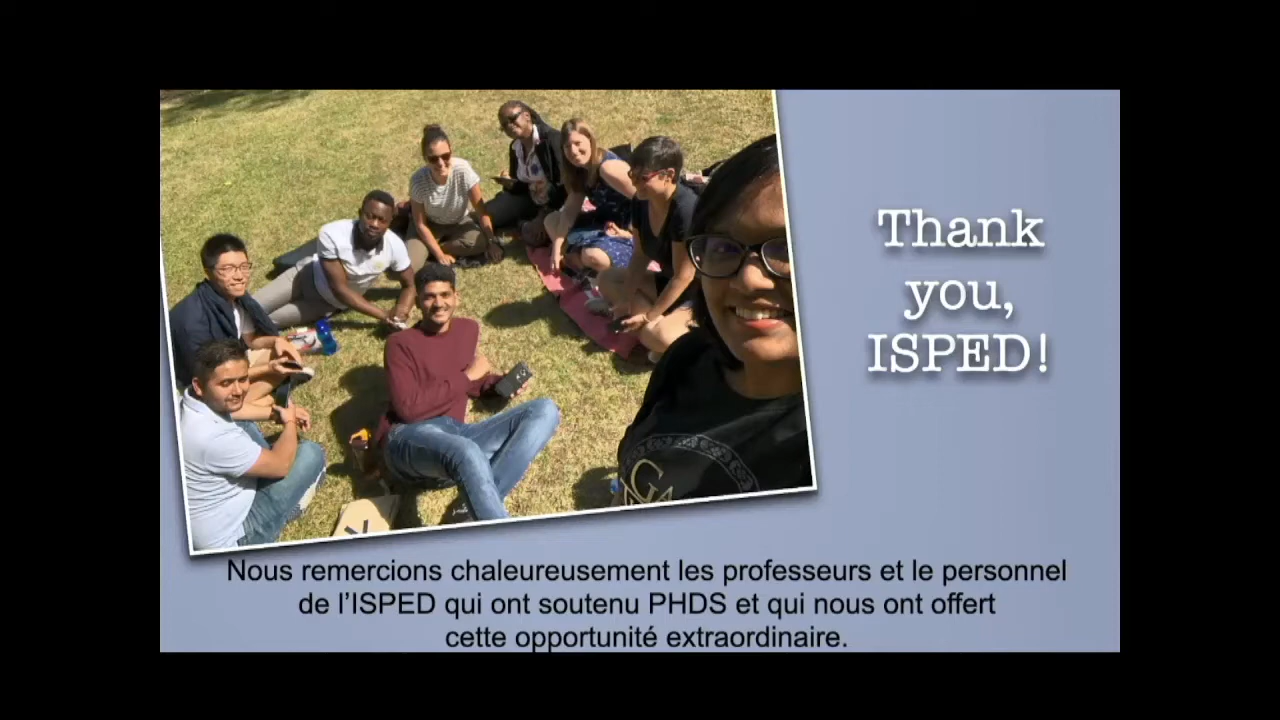 Thank
you,
ISPED!
Nous remercions chaleureusement les professeurs et le personnel
de l'ISPED qui ont soutenu PHDS et qui nous ont offert
cette opportunité extraordinaire.